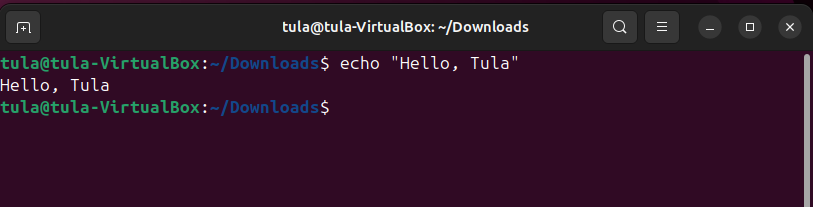 tula@tula-VirtualBox: ~/Downloads
tula@tula-VirtualBox:~/Downloads$ echo "Hello, Tula"
Hello, Tula
tula@tula-VirtualBox:~/Downloads$